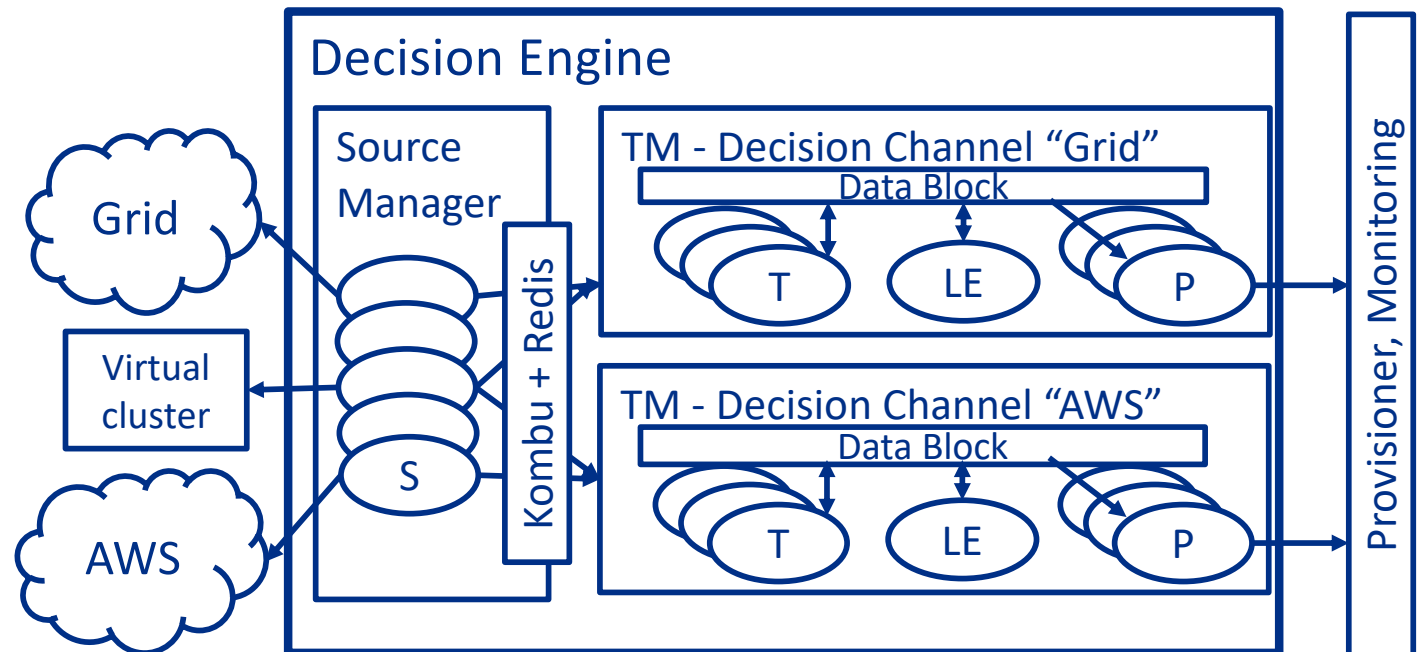 Decision Engine
Grid
Virtual
cluster
AWS
Source
Manager
S
Kombu + Redis
TM - Decision Channel “Grid”
Data Block
T
LE
P
TM - Decision Channel “AWS”
Data Block
T
LE
P
Provisioner, Monitoring